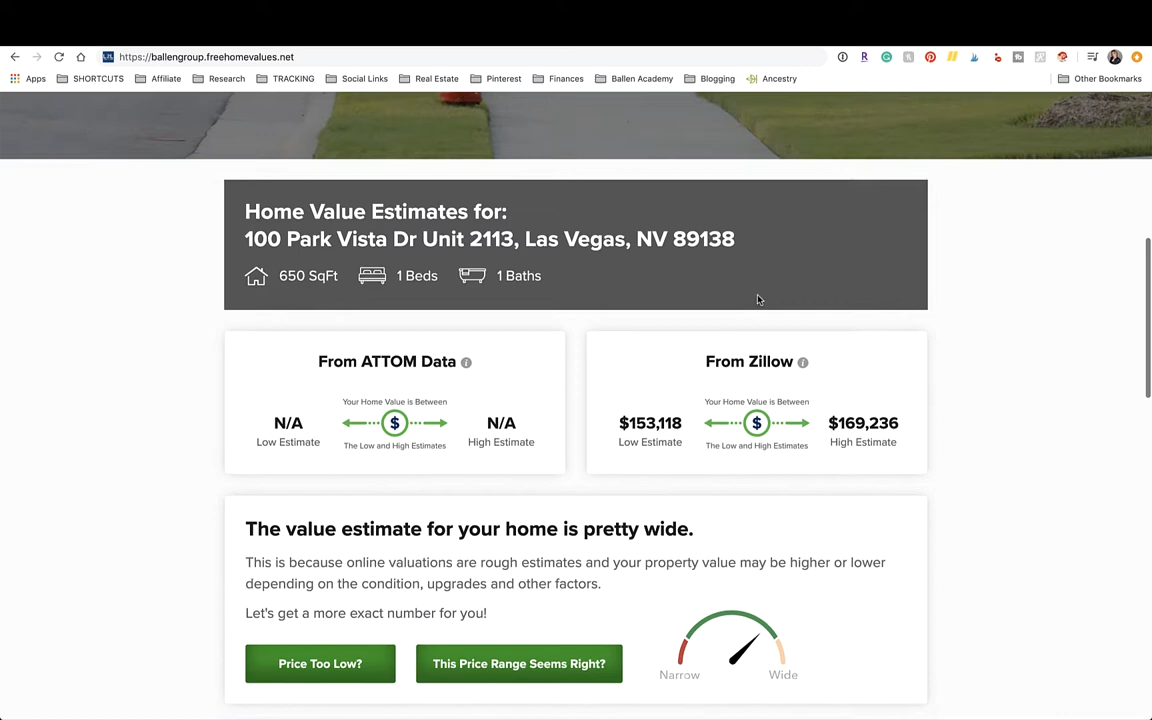 https://ballengroup.freehomevalues.net
Apps SHORTCUTS Affiliate Research TRACKING Social Links Real Estate Pinterest Finances Ballen Academy Blogging Ancestry Other Bookmarks
Home Value Estimates for:
100 Park Vista Dr Unit 2113, Las Vegas, NV 89138
650 SqFt 1 Beds 1 Baths
From ATTOM Data
Your Home Value is Between
N/A $ N/A
Low Estimate The Low and High Estimates High Estimate
From Zillow
Your Home Value is Between
$153,118 $ $169,236
Low Estimate The Low and High Estimates High Estimate
The value estimate for your home is pretty wide.
This is because online valuations are rough estimates and your property value may be higher or lower
depending on the condition, upgrades and other factors.
Let's get a more exact number for you!
Price Too Low? This Price Range Seems Right?
Narrow Wide